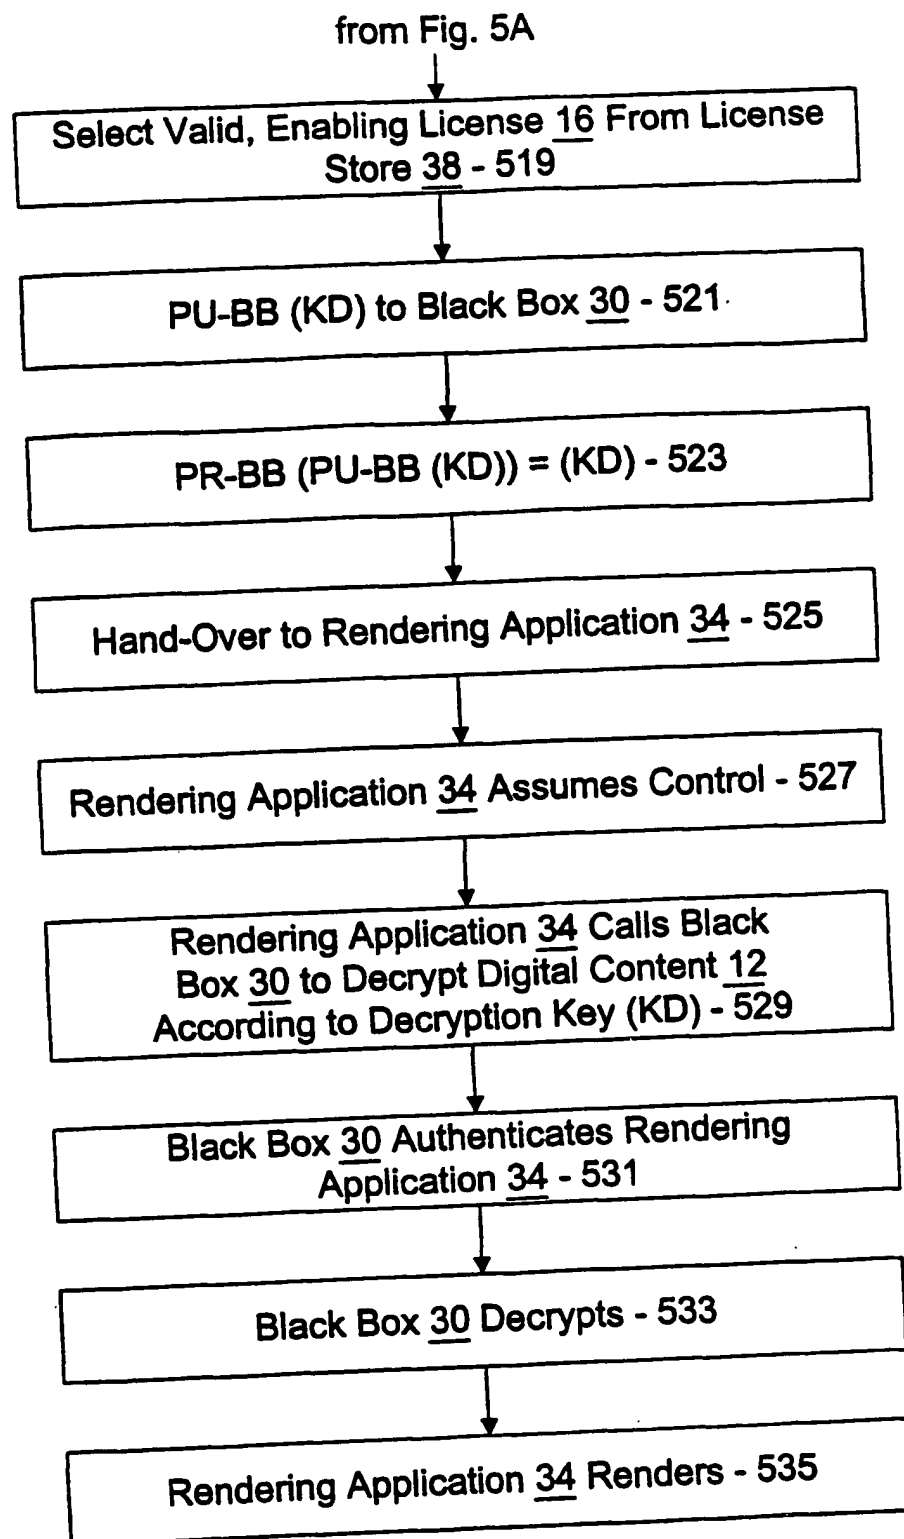 from Fig. 5A
Select Valid, Enabling License 16 From License
Store 38 - 519
PU-BB (KD) to Black Box 30 - 521
PR-BB (PU-BB (KD)) = (KD) - 523
Hand-Over to Rendering Application 34 - 525
Rendering Application 34 Assumes Control - 527
Rendering Application 34 Calls Black
Box 30 to Decrypt Digital Content 12
According to Decryption Key (KD) - 529
Black Box 30 Authenticates Rendering
Application 34 - 531
Black Box 30 Decrypts - 533
Rendering Application 34 Renders - 535